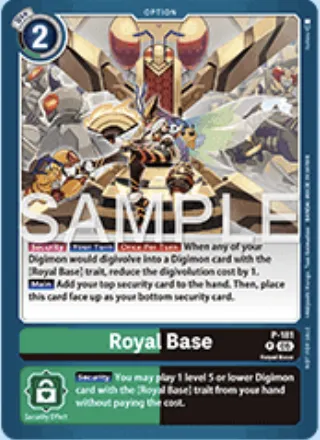 OPTION
2
SAMPLE
Security Your Turn Once Per Turn When any of your
Digimon would digivolve into a Digimon card with the
[Royal Base] trait, reduce the digivolution cost by 1.
Main Add your top security card to the hand. Then, place
this card face up as your bottom security card.
P-181
Royal Base
P
Royal Base
Security You may play 1 level 5 or lower Digimon
card with the [Royal Base] trait from your hand
without paying the cost.
Security Effect